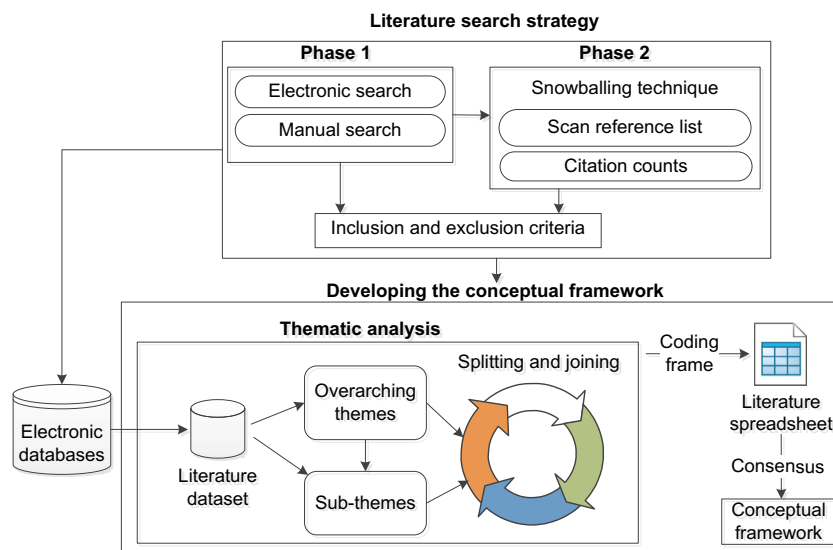 Literature search strategy
Phase 1
Phase 2
Electronic search
Manual search
Snowballing technique
Scan reference list
Citation counts
Inclusion and exclusion criteria
Developing the conceptual framework
Thematic analysis
Splitting and joining
Overarching
themes
Sub-themes
Electronic
databases
Literature
dataset
Coding
frame
Literature
spreadsheet
Consensus
Conceptual
framework